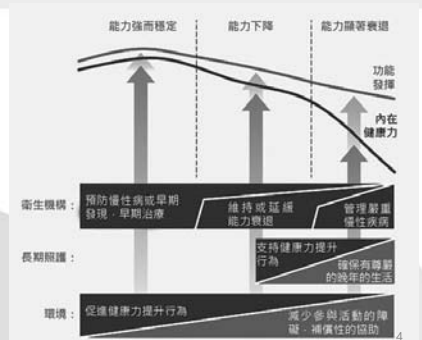 能力強而穩定
能力下降
能力顯著衰退
功能
發揮
內在
健康力
衛生機構：
預防慢性病或早期
發現，早期治療
維持或延緩
能力衰退
管理嚴重
慢性疾病
長期照護：
支持健康力提升
行為
確保有尊嚴
的晚年的生活
環境：
促進健康力提升行為
減少參與活動的障
礙，補償性的協助
4